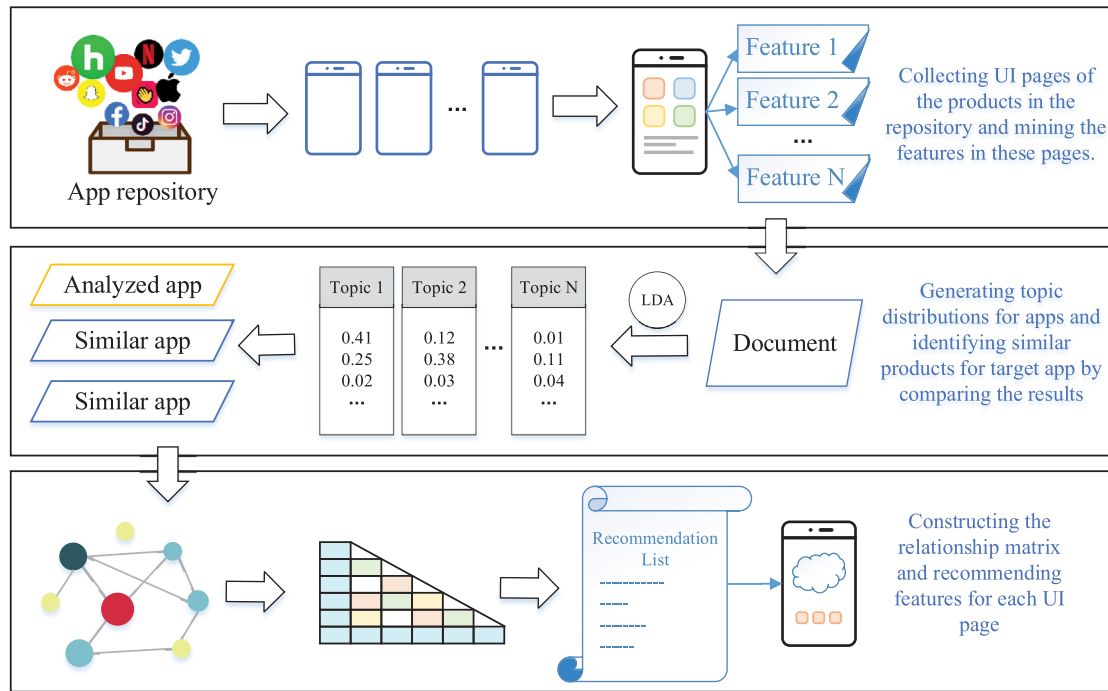 App repository
...
Feature 1
Feature 2
...
Feature N
Collecting UI pages of
the products in the
repository and mining the
features in these pages.
Analyzed app
Similar app
Similar app
Topic 1
0.41
0.25
0.02
...
Topic 2
0.12
0.38
0.03
...
...
Topic N
0.01
0.11
0.04
...
LDA
Document
Generating topic
distributions for apps and
identifying similar
products for target app by
comparing the results
Recommendation
List
Constructing the
relationship matrix
and recommending
features for each UI
page